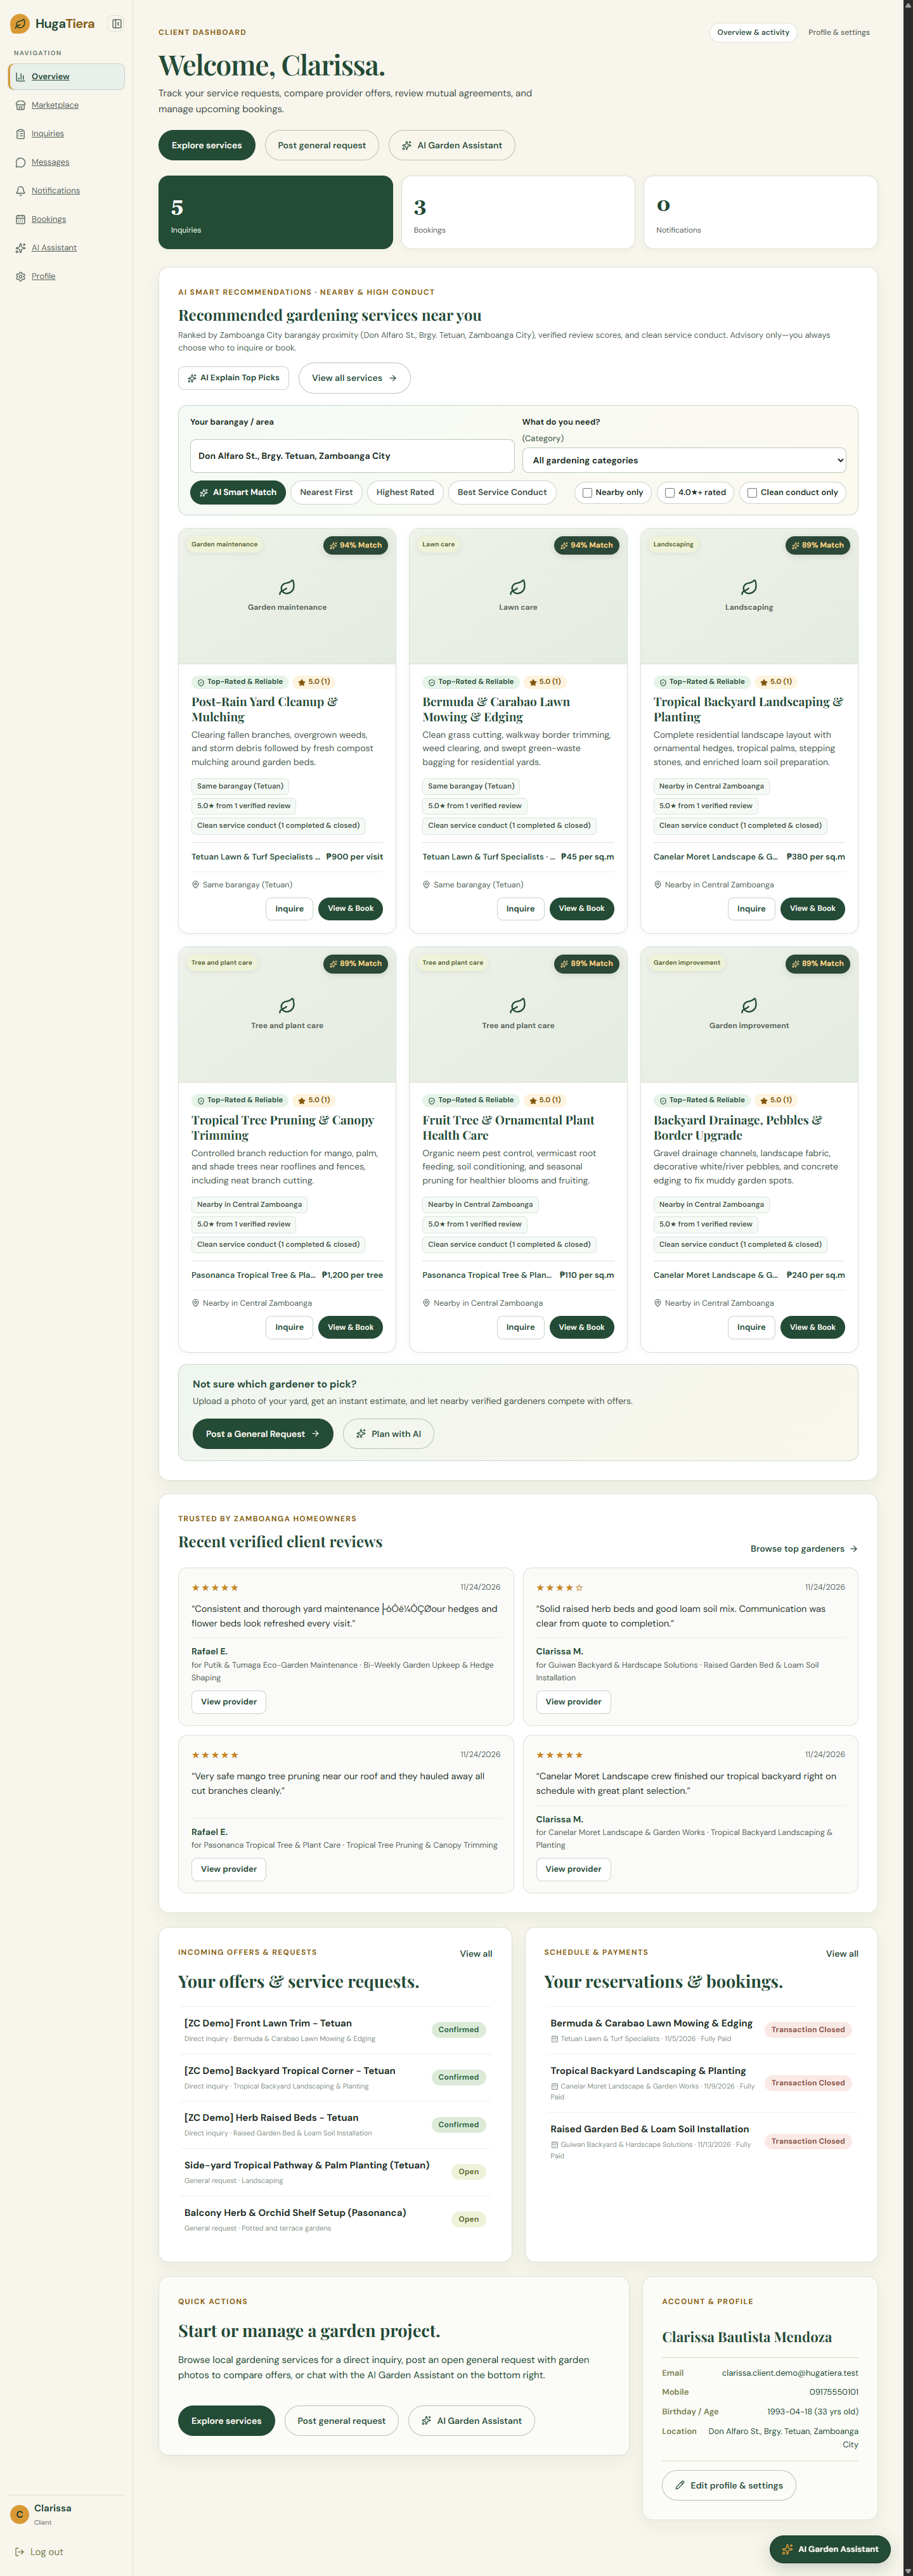 HugaTiera
NAVIGATION
Overview
Marketplace
Inquiries
Messages
Notifications
Bookings
AI Assistant
Profile
CLIENT DASHBOARD
Overview & activity
Profile & settings
Welcome, Clarissa.
Track your service requests, compare provider offers, review mutual agreements, and
manage upcoming bookings.
Explore services
Post general request
AI Garden Assistant
5
Inquiries
3
Bookings
0
Notifications
AI SMART RECOMMENDATIONS · NEARBY & HIGH CONDUCT
Recommended gardening services near you
Ranked by Zamboanga City barangay proximity (Don Alfaro St., Brgy. Tetuan, Zamboanga City), verified review scores, and clean service conduct. Advisory only—you always
choose who to inquire or book.
AI Explain Top Picks
View all services →
Your barangay / area
Don Alfaro St., Brgy. Tetuan, Zamboanga City
What do you need?
(Category)
All gardening categories
AI Smart Match
Nearest First
Highest Rated
Best Service Conduct
Nearby only
4.0★+ rated
Clean conduct only
Garden maintenance
94% Match
Garden maintenance
Top-Rated & Reliable
★ 5.0 (1)
Post-Rain Yard Cleanup &
Mulching
Clearing fallen branches, overgrown weeds,
and storm debris followed by fresh compost
mulching around garden beds.
Same barangay (Tetuan)
5.0★ from 1 verified review
Clean service conduct (1 completed & closed)
Tetuan Lawn & Turf Specialists ...
₱900 per visit
Same barangay (Tetuan)
Inquire
View & Book
Lawn care
94% Match
Lawn care
Top-Rated & Reliable
★ 5.0 (1)
Bermuda & Carabao Lawn
Mowing & Edging
Clean grass cutting, walkway border trimming,
weed clearing, and swept green-waste
bagging for residential yards.
Same barangay (Tetuan)
5.0★ from 1 verified review
Clean service conduct (1 completed & closed)
Tetuan Lawn & Turf Specialists · ...
₱45 per sq.m
Same barangay (Tetuan)
Inquire
View & Book
Landscaping
89% Match
Landscaping
Top-Rated & Reliable
★ 5.0 (1)
Tropical Backyard Landscaping &
Planting
Complete residential landscape layout with
ornamental hedges, tropical palms, stepping
stones, and enriched loam soil preparation.
Nearby in Central Zamboanga
5.0★ from 1 verified review
Clean service conduct (1 completed & closed)
Canelar Moret Landscape & G...
₱380 per sq.m
Nearby in Central Zamboanga
Inquire
View & Book
Tree and plant care
89% Match
Tree and plant care
Top-Rated & Reliable
★ 5.0 (1)
Tropical Tree Pruning & Canopy
Trimming
Controlled branch reduction for mango, palm,
and shade trees near rooflines and fences,
including neat branch cutting.
Nearby in Central Zamboanga
5.0★ from 1 verified review
Clean service conduct (1 completed & closed)
Pasonanca Tropical Tree & Pla...
₱1,200 per tree
Nearby in Central Zamboanga
Inquire
View & Book
Tree and plant care
89% Match
Tree and plant care
Top-Rated & Reliable
★ 5.0 (1)
Fruit Tree & Ornamental Plant
Health Care
Organic neem pest control, vermicast root
feeding, soil conditioning, and seasonal
pruning for healthier blooms and fruiting.
Nearby in Central Zamboanga
5.0★ from 1 verified review
Clean service conduct (1 completed & closed)
Pasonanca Tropical Tree & Plan...
₱110 per sq.m
Nearby in Central Zamboanga
Inquire
View & Book
Garden improvement
89% Match
Garden improvement
Top-Rated & Reliable
★ 5.0 (1)
Backyard Drainage, Pebbles &
Border Upgrade
Gravel drainage channels, landscape fabric,
decorative white/river pebbles, and concrete
edging to fix muddy garden spots.
Nearby in Central Zamboanga
5.0★ from 1 verified review
Clean service conduct (1 completed & closed)
Canelar Moret Landscape & G...
₱240 per sq.m
Nearby in Central Zamboanga
Inquire
View & Book
Not sure which gardener to pick?
Upload a photo of your yard, get an instant estimate, and let nearby verified gardeners compete with offers.
Post a General Request →
Plan with AI
TRUSTED BY ZAMBOANGA HOMEOWNERS
Recent verified client reviews
Browse top gardeners →
★★★★★
11/24/2026
“Consistent and thorough yard maintenance├óÔé¼ÔÇØour hedges and
flower beds look refreshed every visit.”
Rafael E.
for Putik & Tumaga Eco-Garden Maintenance · Bi-Weekly Garden Upkeep & Hedge
Shaping
View provider
★★★★☆
11/24/2026
“Solid raised herb beds and good loam soil mix. Communication was
clear from quote to completion.”
Clarissa M.
for Guiwan Backyard & Hardscape Solutions · Raised Garden Bed & Loam Soil
Installation
View provider
★★★★★
11/24/2026
“Very safe mango tree pruning near our roof and they hauled away all
cut branches cleanly.”
Rafael E.
for Pasonanca Tropical Tree & Plant Care · Tropical Tree Pruning & Canopy Trimming
View provider
★★★★★
11/24/2026
“Canelar Moret Landscape crew finished our tropical backyard right on
schedule with great plant selection.”
Clarissa M.
for Canelar Moret Landscape & Garden Works · Tropical Backyard Landscaping &
Planting
View provider
INCOMING OFFERS & REQUESTS
View all
Your offers & service requests.
[ZC Demo] Front Lawn Trim - Tetuan
Direct inquiry · Bermuda & Carabao Lawn Mowing & Edging
Confirmed
[ZC Demo] Backyard Tropical Corner - Tetuan
Direct inquiry · Tropical Backyard Landscaping & Planting
Confirmed
[ZC Demo] Herb Raised Beds - Tetuan
Direct inquiry · Raised Garden Bed & Loam Soil Installation
Confirmed
Side-yard Tropical Pathway & Palm Planting (Tetuan)
General request · Landscaping
Open
Balcony Herb & Orchid Shelf Setup (Pasonanca)
General request · Potted and terrace gardens
Open
SCHEDULE & PAYMENTS
View all
Your reservations & bookings.
Bermuda & Carabao Lawn Mowing & Edging
Tetuan Lawn & Turf Specialists · 11/5/2026 · Fully Paid
Transaction Closed
Tropical Backyard Landscaping & Planting
Canelar Moret Landscape & Garden Works · 11/9/2026 · Fully
Paid
Transaction Closed
Raised Garden Bed & Loam Soil Installation
Guiwan Backyard & Hardscape Solutions · 11/13/2026 · Fully
Paid
Transaction Closed
QUICK ACTIONS
Start or manage a garden project.
Browse local gardening services for a direct inquiry, post an open general request with garden
photos to compare offers, or chat with the AI Garden Assistant on the bottom right.
Explore services
Post general request
AI Garden Assistant
ACCOUNT & PROFILE
Clarissa Bautista Mendoza
Email
clarissa.client.demo@hugatiera.test
Mobile
09175550101
Birthday / Age
1993-04-18 (33 yrs old)
Location
Don Alfaro St., Brgy. Tetuan, Zamboanga
City
Edit profile & settings
C
Clarissa
Client
Log out
AI Garden Assistant